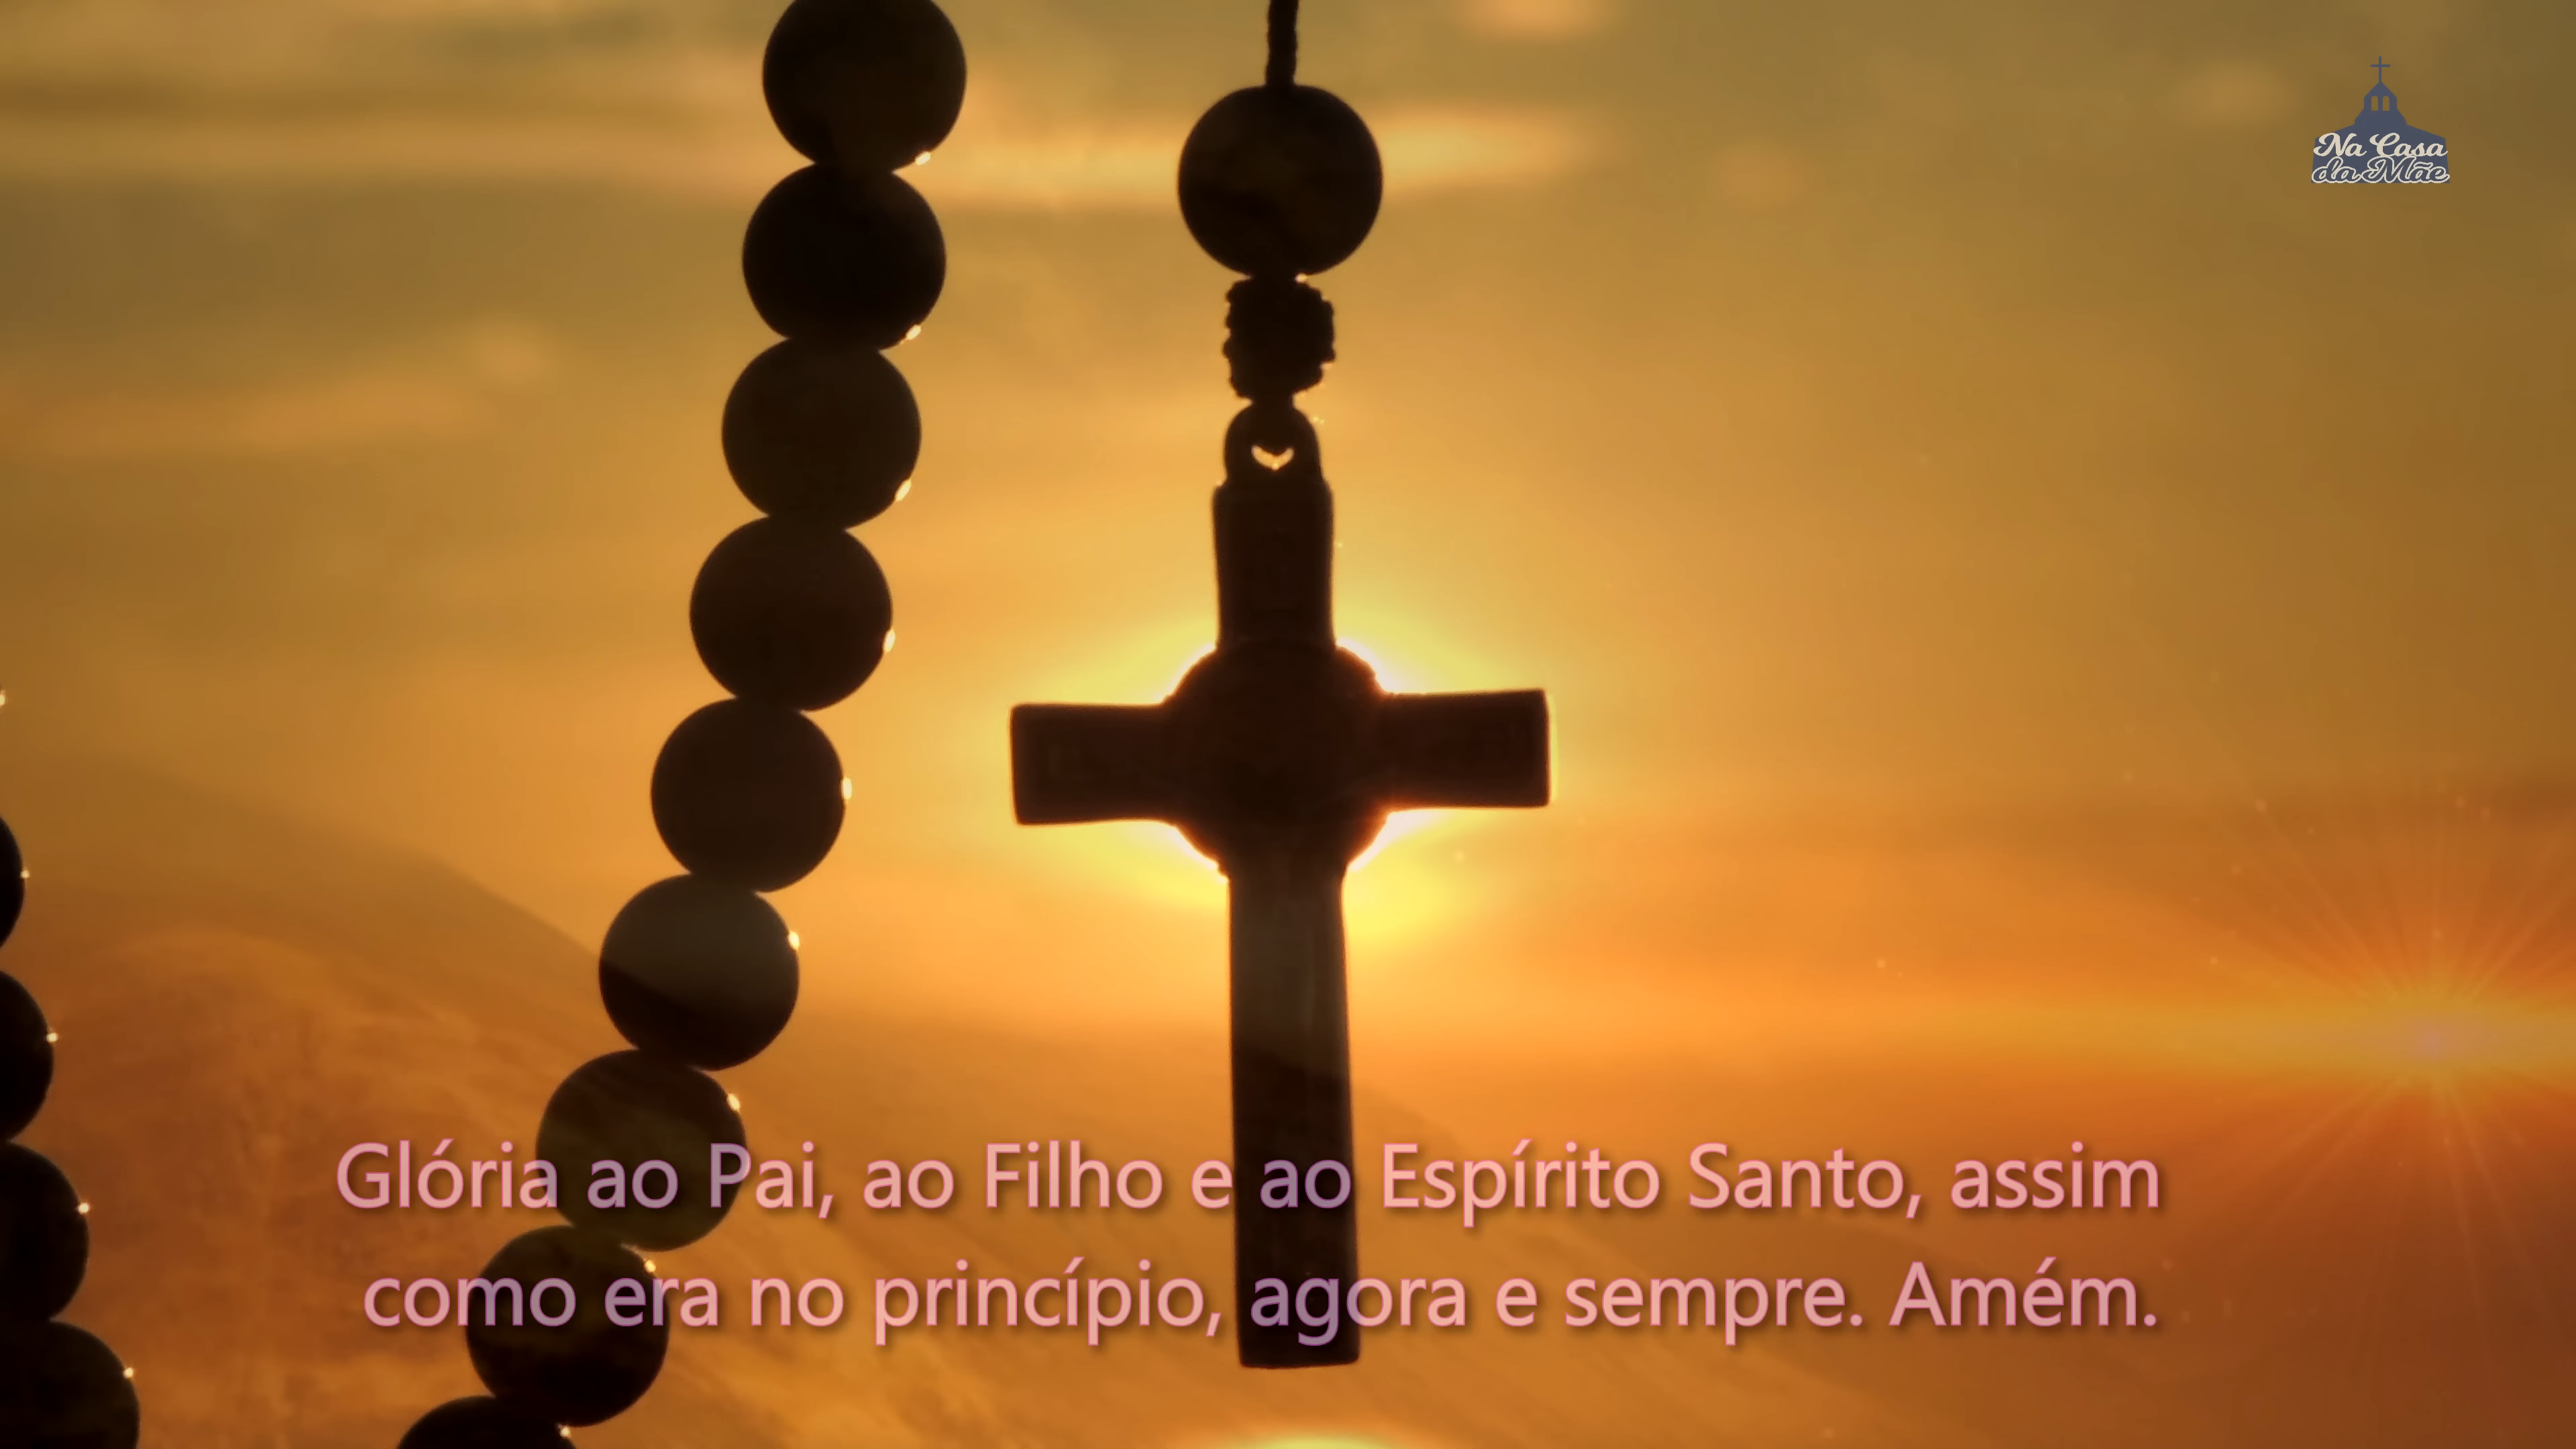 Na Casa
da Mãe
Glória ao Pai, ao Filho e ao Espírito Santo, assim
como era no princípio, agora e sempre. Amém.